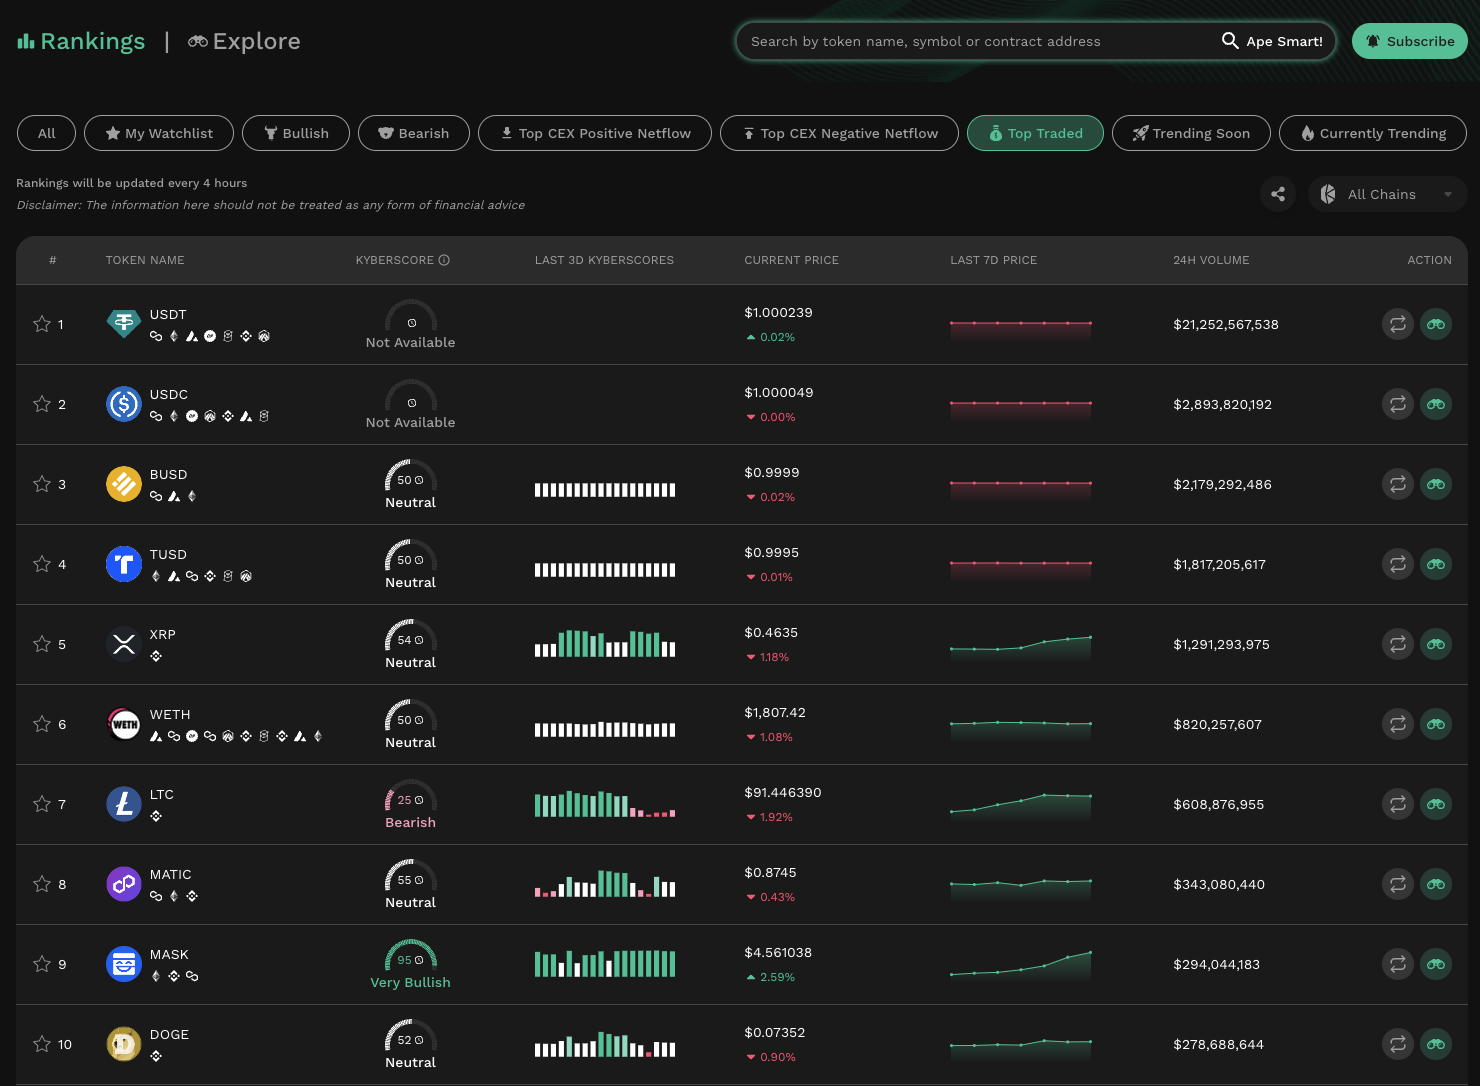 Rankings | Explore
Search by token name, symbol or contract address Ape Smart! Subscribe
All My Watchlist Bullish Bearish Top CEX Positive Netflow Top CEX Negative Netflow Top Traded Trending Soon Currently Trending
Rankings will be updated every 4 hours
Disclaimer: The information here should not be treated as any form of financial advice
All Chains
# TOKEN NAME KYBERSCORE LAST 3D KYBERSCORES CURRENT PRICE LAST 7D PRICE 24H VOLUME ACTION
1 USDT Not Available $1.000239 0.02% $21,252,567,538
2 USDC Not Available $1.000049 0.00% $2,893,820,192
3 BUSD 50 Neutral $0.9999 0.02% $2,179,292,486
4 TUSD 50 Neutral $0.9995 0.01% $1,817,205,617
5 XRP 54 Neutral $0.4635 1.18% $1,291,293,975
6 WETH WETH 50 Neutral $1,807.42 1.08% $820,257,607
7 LTC 25 Bearish $91.446390 1.92% $608,876,955
8 MATIC 55 Neutral $0.8745 0.43% $343,080,440
9 MASK 95 Very Bullish $4.561038 2.59% $294,044,183
10 DOGE 52 Neutral $0.07352 0.90% $278,688,644